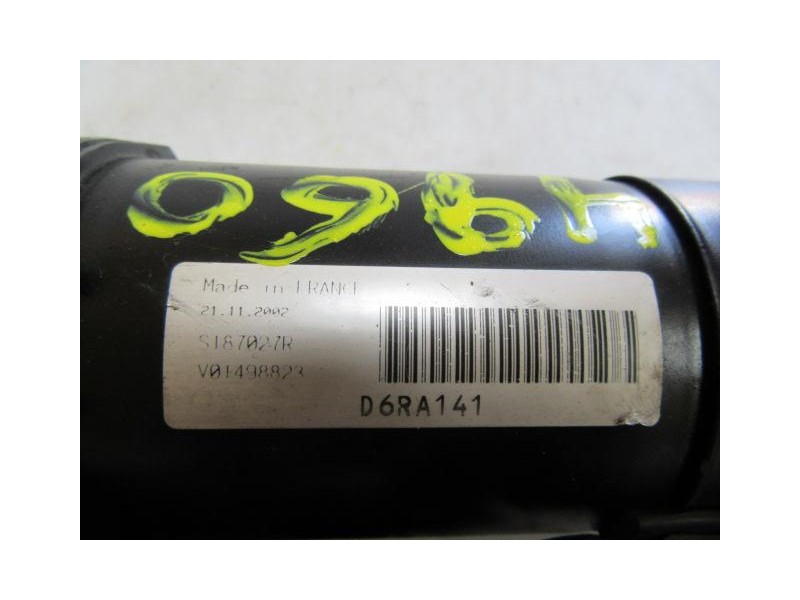 Made in FRANCE
21.11.2002
S187027R
V01498823
D6RA141